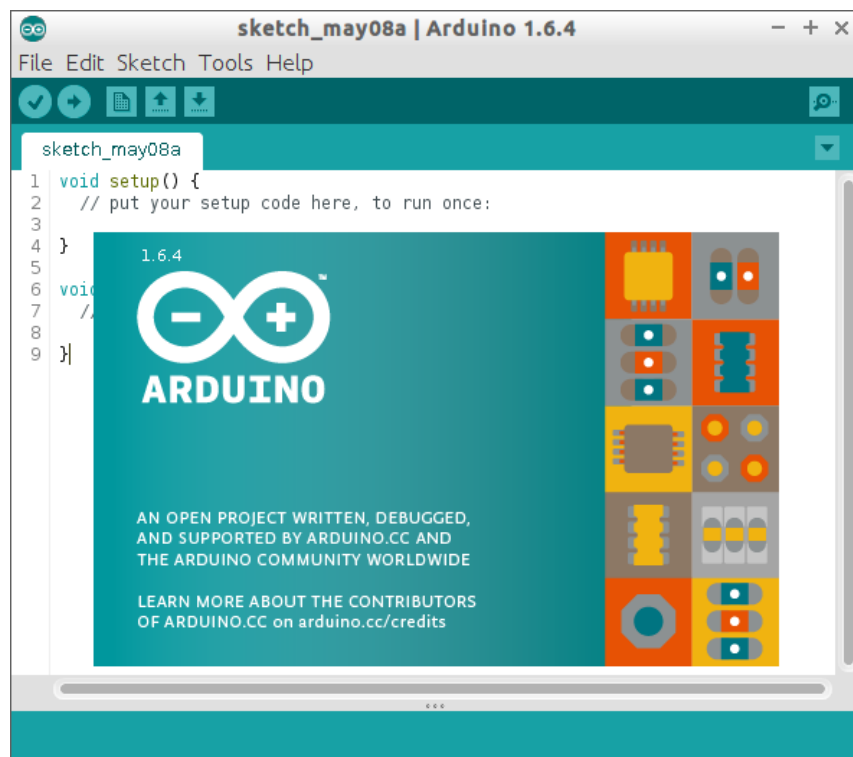 sketch_may08a | Arduino 1.6.4
File Edit Sketch Tools Help
sketch_may08a
1 void setup() {
2 // put your setup code here, to run once:
3
4 }
5
6 void
7 //
8
9 }
1.6.4
™
ARDUINO
AN OPEN PROJECT WRITTEN, DEBUGGED,
AND SUPPORTED BY ARDUINO.CC AND
THE ARDUINO COMMUNITY WORLDWIDE
LEARN MORE ABOUT THE CONTRIBUTORS
OF ARDUINO.CC on arduino.cc/credits